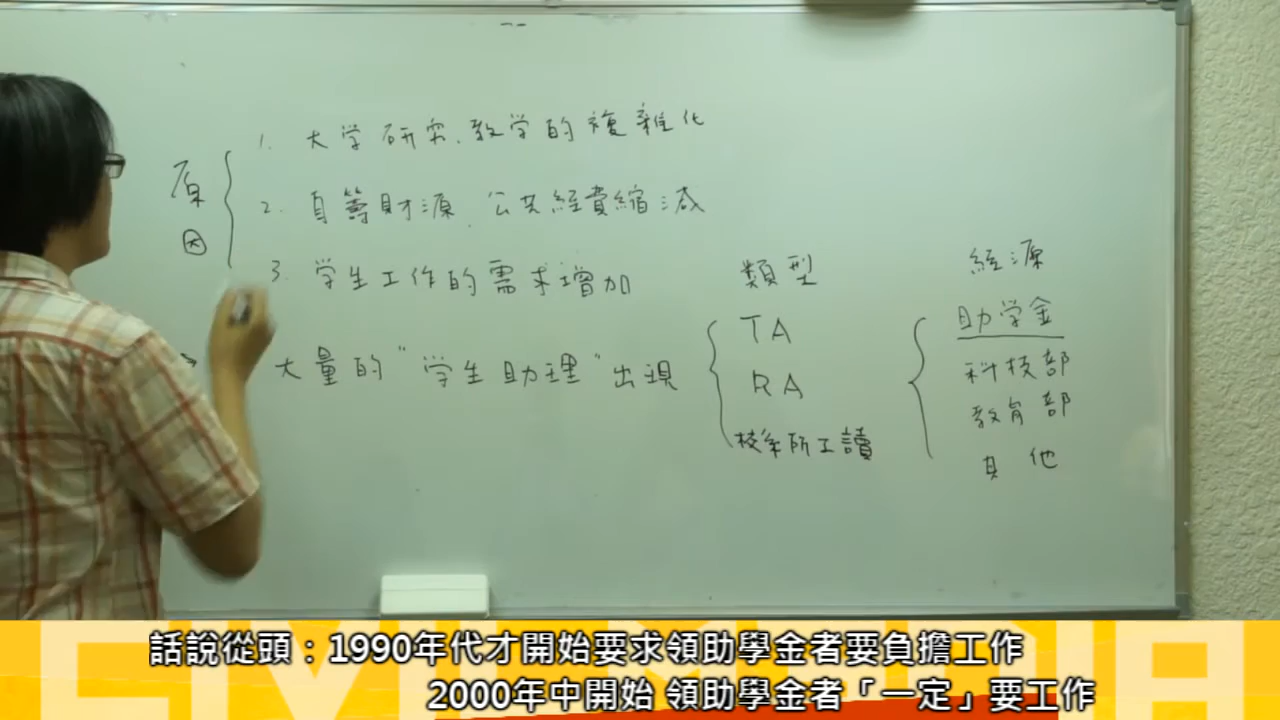 原因
1. 大学研究、教学的複雜化
2. 自籌財源、公共經費縮減
3. 学生工作的需求增加
→ 大量的"学生助理"出現
類型
TA
RA
校系所工讀
經源
助学金
科技部
教育部
其他
話說從頭：1990年代才開始要求領助學金者要負擔工作
2000年中開始 領助學金者「一定」要工作